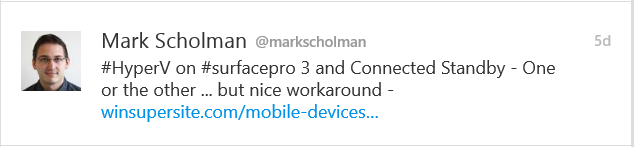 Mark Scholman @markscholman 5d
#HyperV on #surfacepro 3 and Connected Standby - One
or the other ... but nice workaround -
winsupersite.com/mobile-devices...